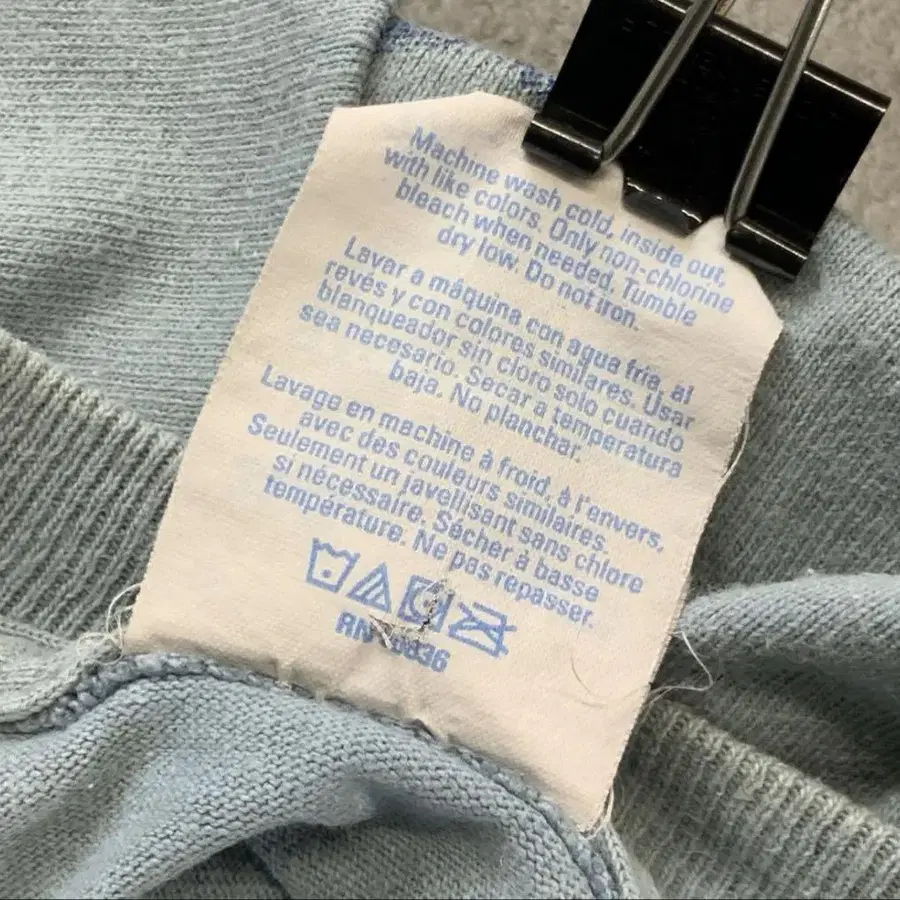 Machine wash cold, inside out,
with like colors. Only non-chlorine
bleach when needed. Tumble
dry low. Do not iron.
Lavar a máquina con agua fría, al
revés y con colores similares. Usar
blanqueador sin cloro solo cuando
sea necesario. Secar a temperatura
baja. No planchar.
Lavage en machine à froid, à l'envers,
avec des couleurs similaires.
Seulement un javellisant sans chlore
si nécessaire. Sécher à basse
température. Ne pas repasser.
RN